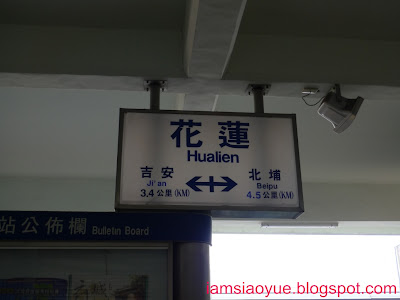 花蓮
Hualien
吉安 北埔
Ji'an Beipu
3.4公里(KM) 4.5公里(KM)
站公佈欄 Bulletin Board
amsiaoyue.blogspot.com